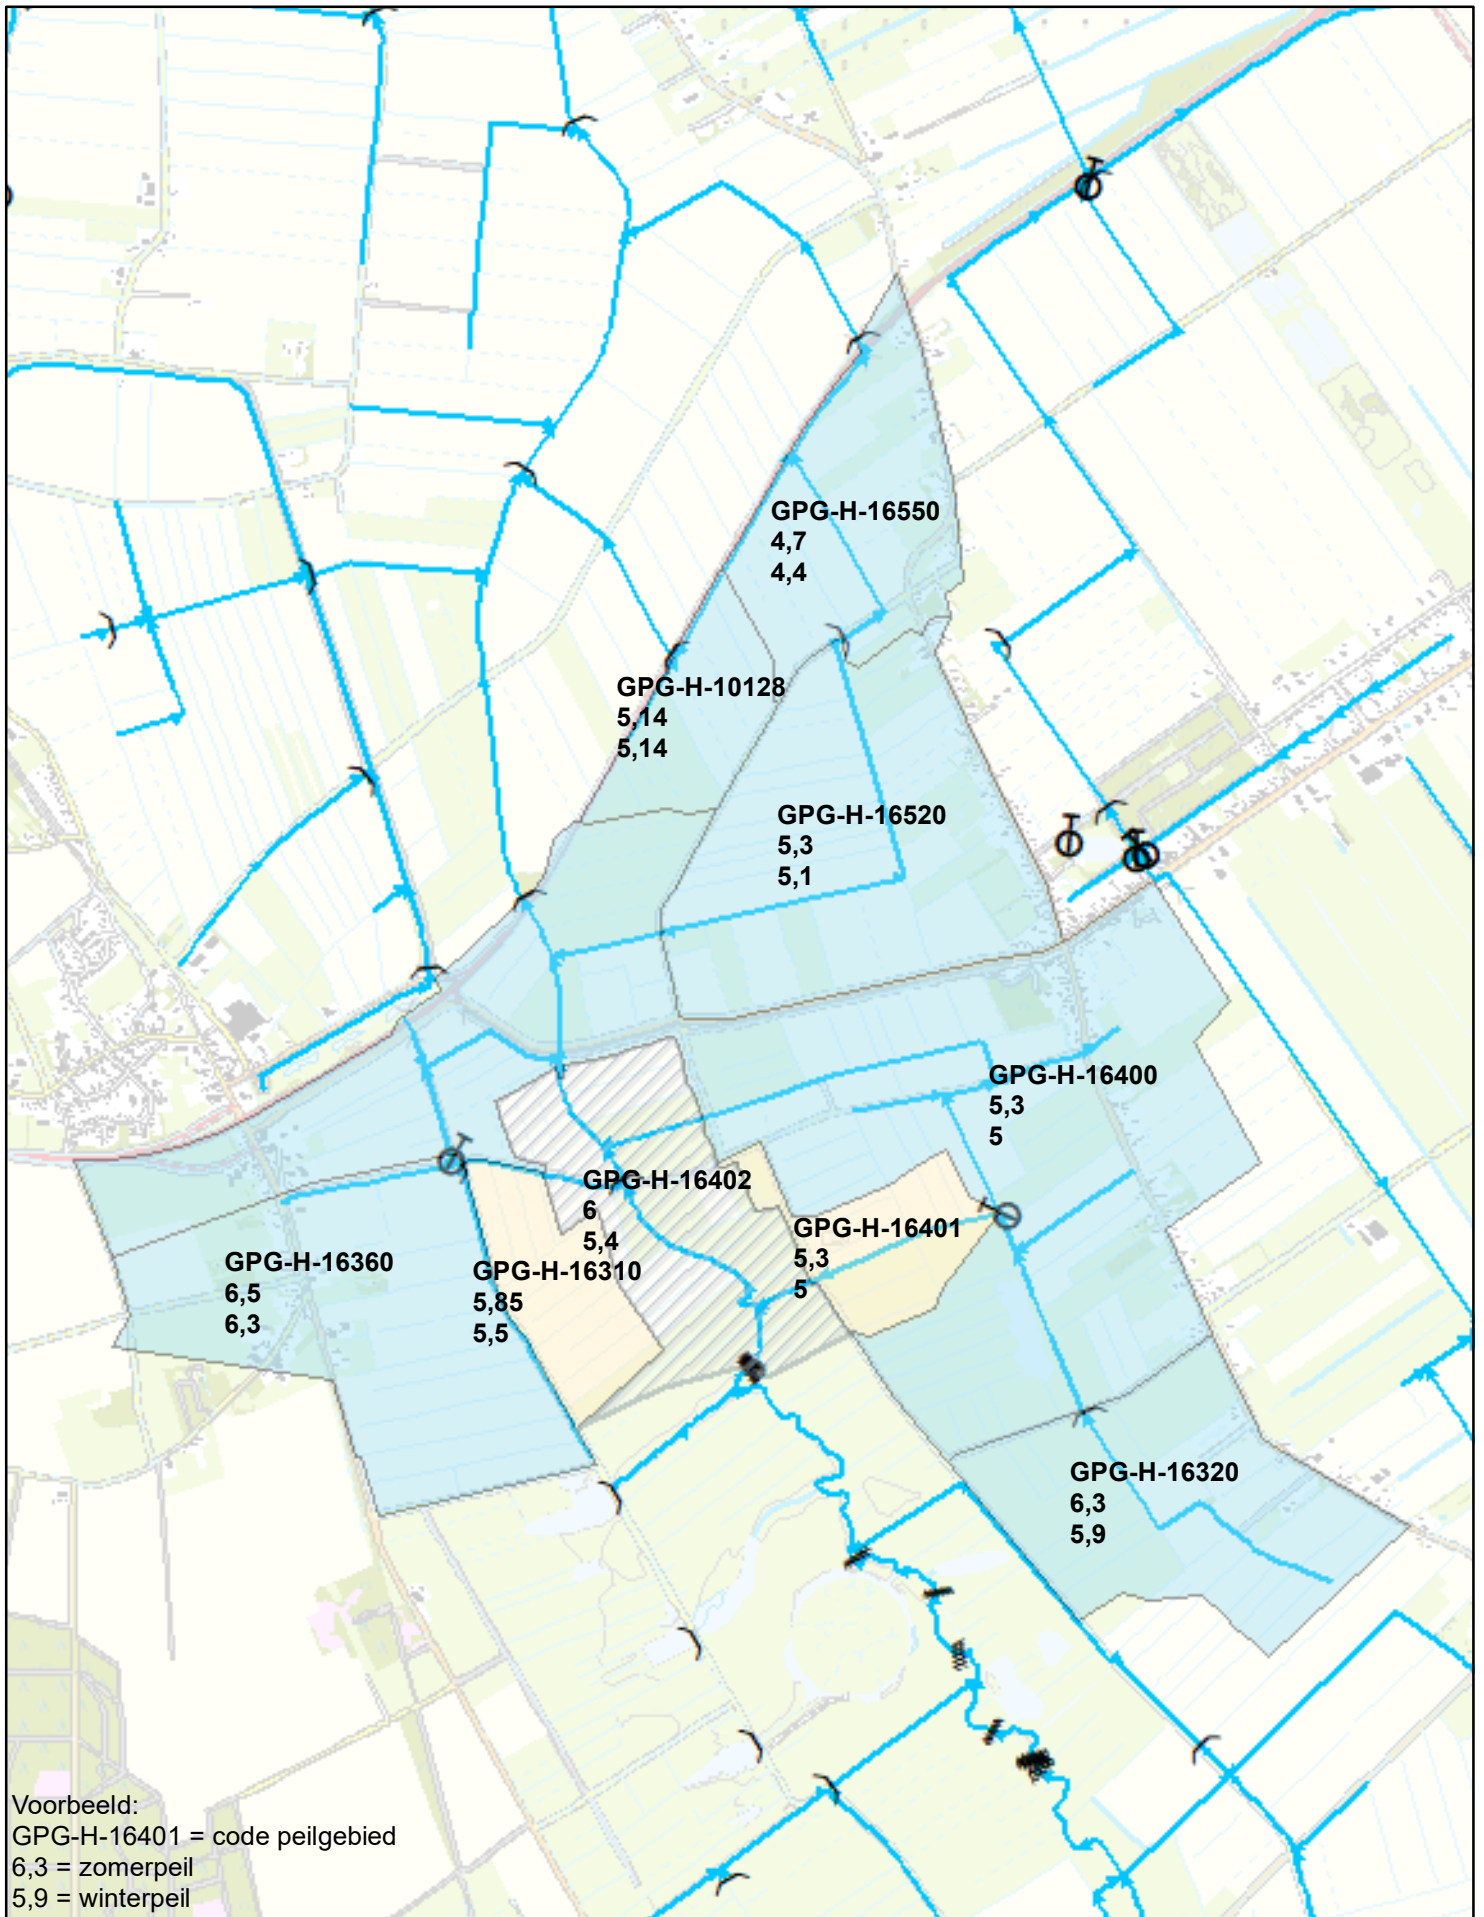 GPG-H-16550
4,7
4,4
GPG-H-10128
5,14
5,14
GPG-H-16520
5,3
5,1
GPG-H-16400
5,3
5
GPG-H-16402
6
5,4
GPG-H-16401
5,3
5
GPG-H-16360
6,5
6,3
GPG-H-16310
5,85
5,5
GPG-H-16320
6,3
5,9
Voorbeeld:
GPG-H-16401 = code peilgebied
6,3 = zomerpeil
5,9 = winterpeil